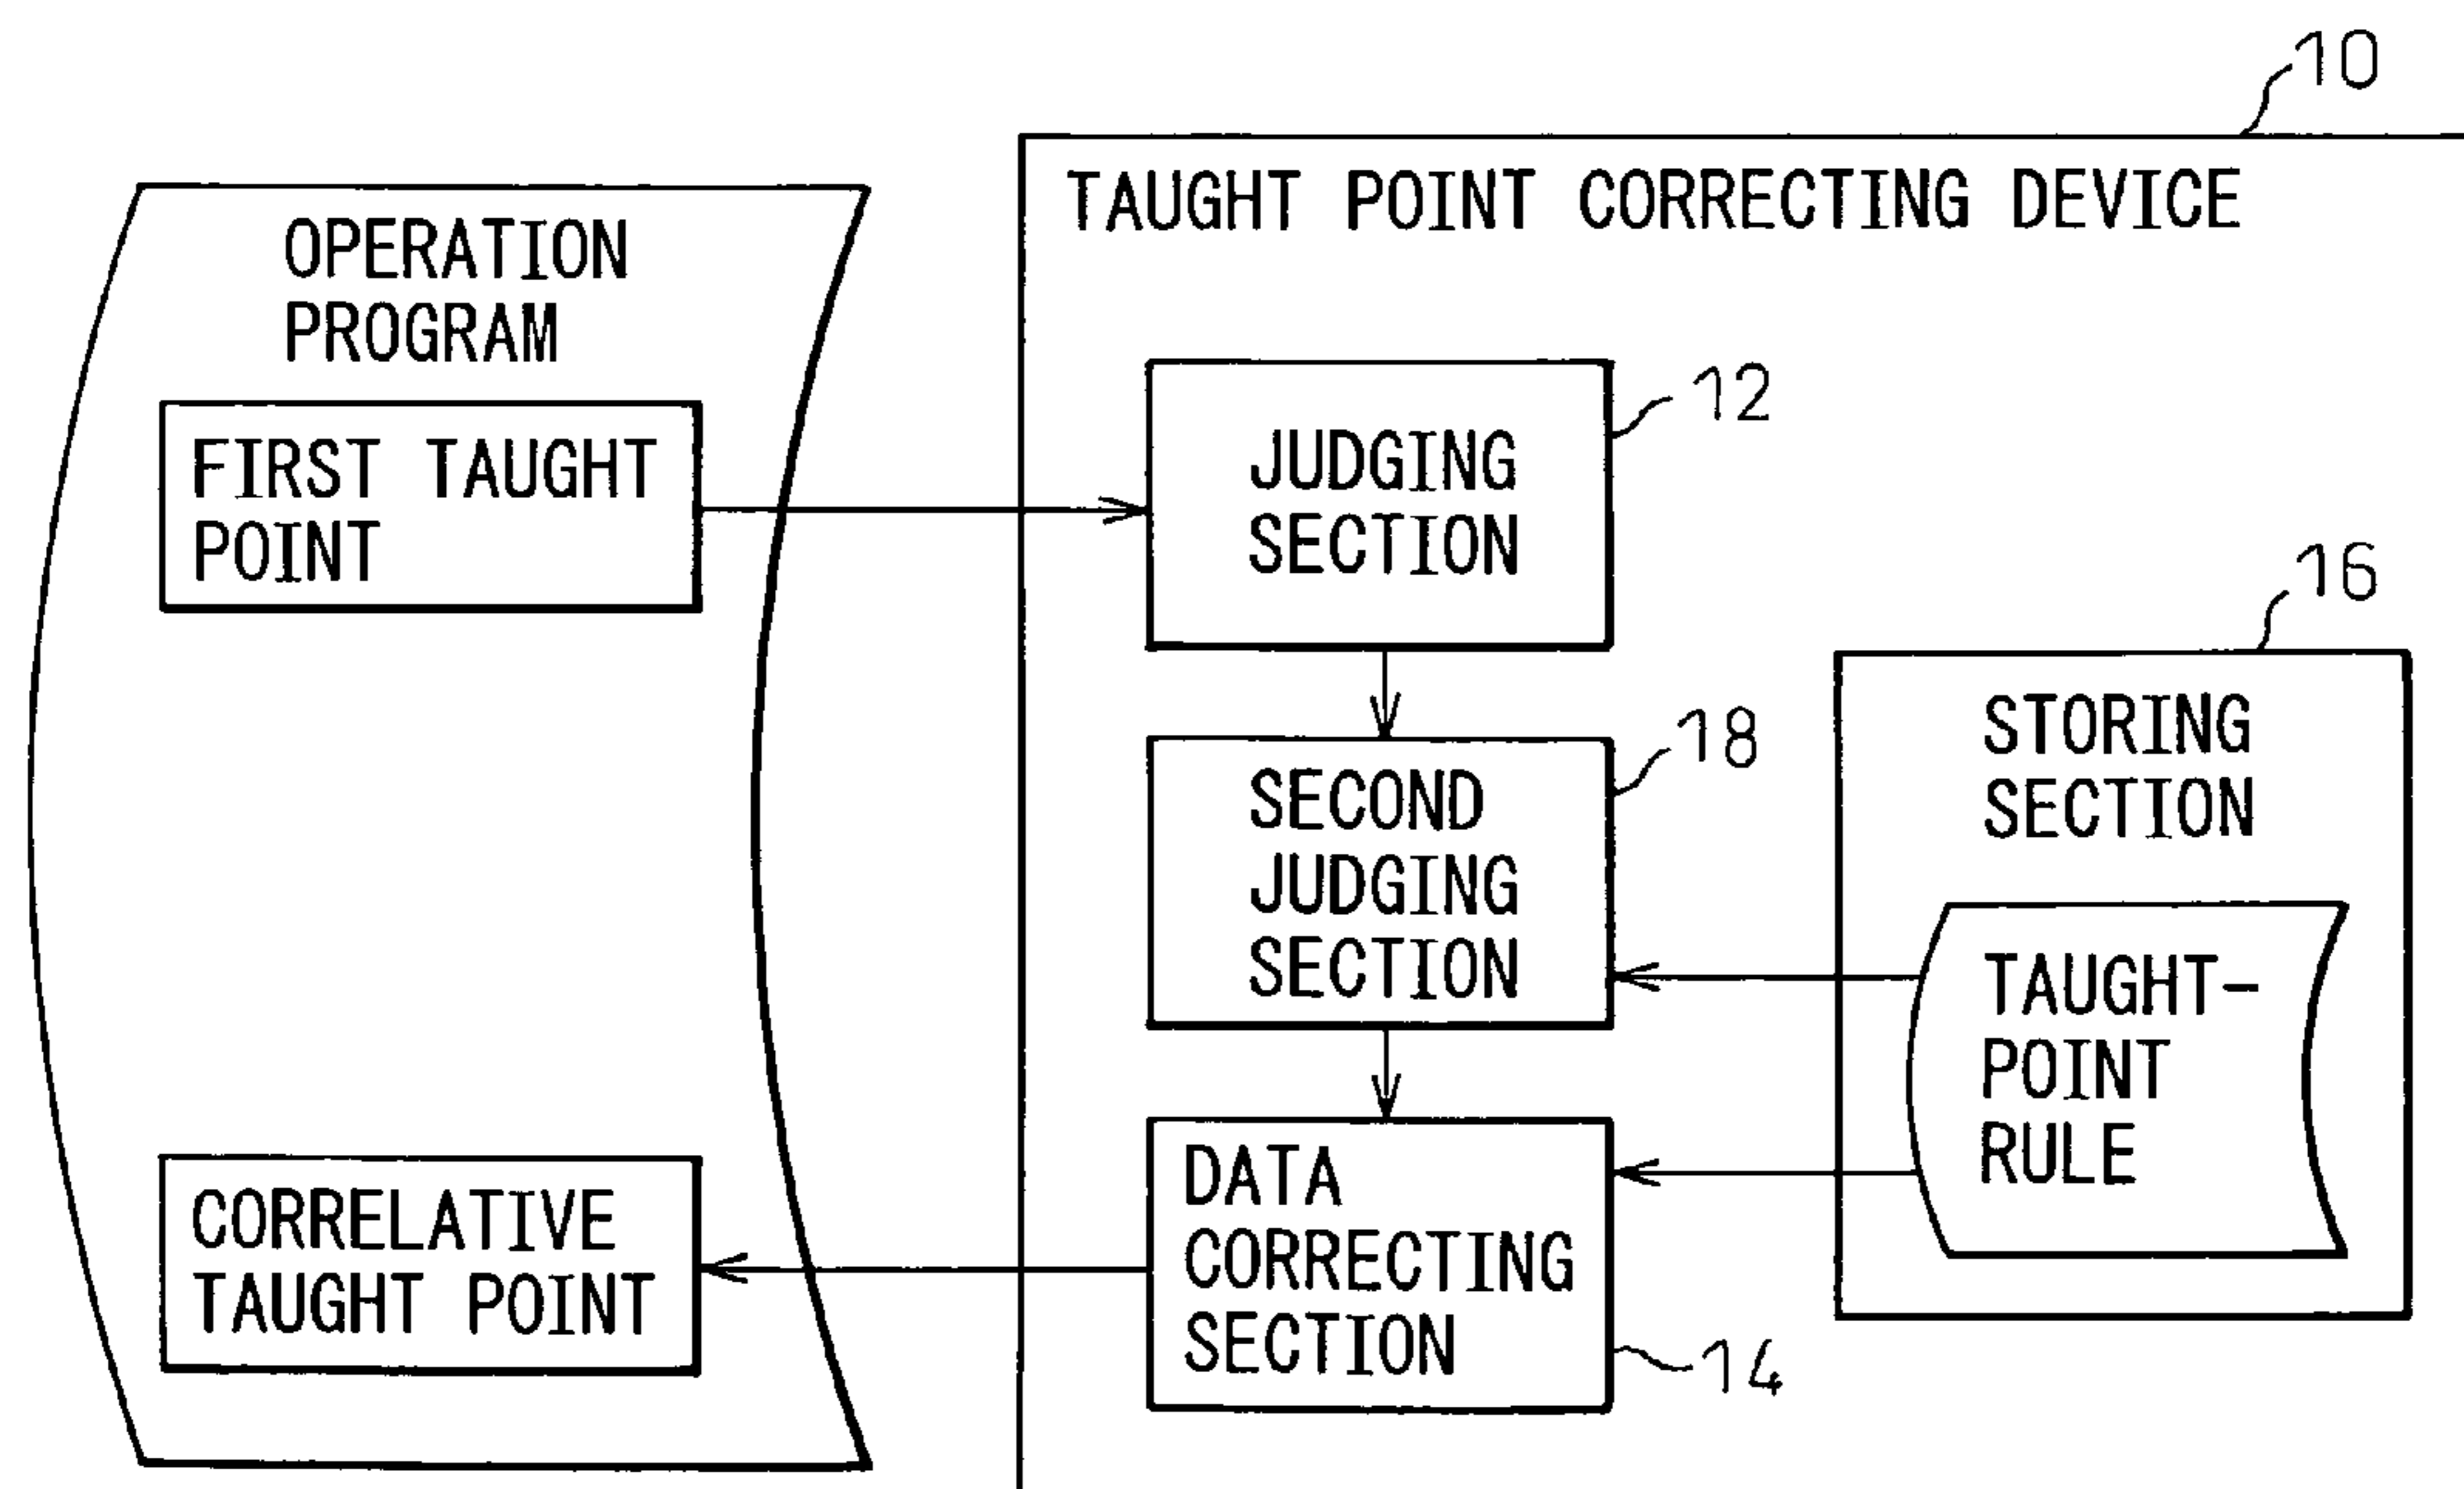 10
TAUGHT POINT CORRECTING DEVICE
OPERATION
PROGRAM
FIRST TAUGHT
POINT
12
JUDGING
SECTION
16
18
SECOND
JUDGING
SECTION
STORING
SECTION
TAUGHT-
POINT
RULE
DATA
CORRECTING
SECTION
14
CORRELATIVE
TAUGHT POINT